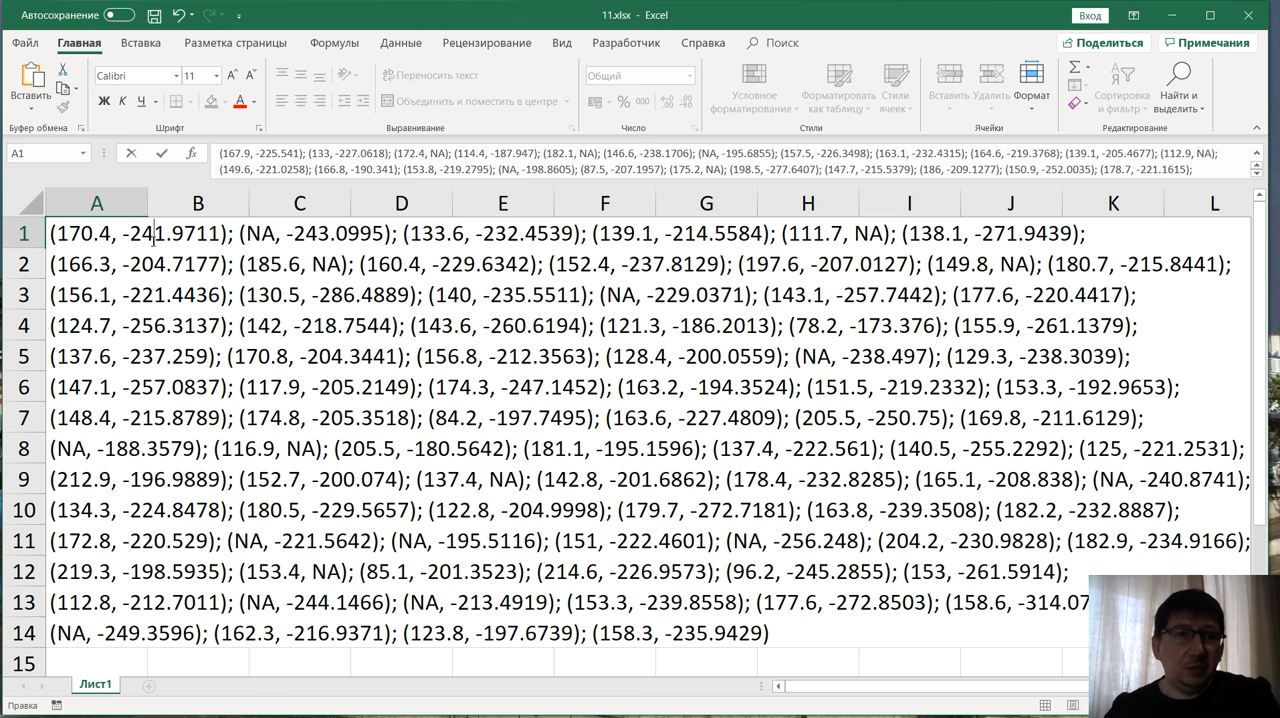 Автосохранение
11.xlsx - Excel
Вход
Файл Главная Вставка Разметка страницы Формулы Данные Рецензирование Вид Разработчик Справка Поиск Поделиться Примечания
Вставить
Calibri 11
Ж К Ч
Переносить текст
Объединить и поместить в центре
Общий
% 000
Условное форматирование
Форматировать как таблицу
Стили ячеек
Вставить Удалить Формат
Сортировка и фильтр
Найти и выделить
Буфер обмена Шрифт Выравнивание Число Стили Ячейки Редактирование
A1
fx
(167.9, -225.541); (133, -227.0618); (172.4, NA); (114.4, -187.947); (182.1, NA); (146.6, -238.1706); (NA, -195.6855); (157.5, -226.3498); (163.1, -232.4315); (164.6, -219.3768); (139.1, -205.4677); (112.9, NA);
(149.6, -221.0258); (166.8, -190.341); (153.8, -219.2795); (NA, -198.8605); (87.5, -207.1957); (175.2, NA); (198.5, -277.6407); (147.7, -215.5379); (186, -209.1277); (150.9, -252.0035); (178.7, -221.1615);
A B C D E F G H I J K L
1 (170.4, -241.9711); (NA, -243.0995); (133.6, -232.4539); (139.1, -214.5584); (111.7, NA); (138.1, -271.9439);
2 (166.3, -204.7177); (185.6, NA); (160.4, -229.6342); (152.4, -237.8129); (197.6, -207.0127); (149.8, NA); (180.7, -215.8441);
3 (156.1, -221.4436); (130.5, -286.4889); (140, -235.5511); (NA, -229.0371); (143.1, -257.7442); (177.6, -220.4417);
4 (124.7, -256.3137); (142, -218.7544); (143.6, -260.6194); (121.3, -186.2013); (78.2, -173.376); (155.9, -261.1379);
5 (137.6, -237.259); (170.8, -204.3441); (156.8, -212.3563); (128.4, -200.0559); (NA, -238.497); (129.3, -238.3039);
6 (147.1, -257.0837); (117.9, -205.2149); (174.3, -247.1452); (163.2, -194.3524); (151.5, -219.2332); (153.3, -192.9653);
7 (148.4, -215.8789); (174.8, -205.3518); (84.2, -197.7495); (163.6, -227.4809); (205.5, -250.75); (169.8, -211.6129);
8 (NA, -188.3579); (116.9, NA); (205.5, -180.5642); (181.1, -195.1596); (137.4, -222.561); (140.5, -255.2292); (125, -221.2531);
9 (212.9, -196.9889); (152.7, -200.074); (137.4, NA); (142.8, -201.6862); (178.4, -232.8285); (165.1, -208.838); (NA, -240.8741);
10 (134.3, -224.8478); (180.5, -229.5657); (122.8, -204.9998); (179.7, -272.7181); (163.8, -239.3508); (182.2, -232.8887);
11 (172.8, -220.529); (NA, -221.5642); (NA, -195.5116); (151, -222.4601); (NA, -256.248); (204.2, -230.9828); (182.9, -234.9166);
12 (219.3, -198.5935); (153.4, NA); (85.1, -201.3523); (214.6, -226.9573); (96.2, -245.2855); (153, -261.5914);
13 (112.8, -212.7011); (NA, -244.1466); (NA, -213.4919); (153.3, -239.8558); (177.6, -272.8503); (158.6, -314.07
14 (NA, -249.3596); (162.3, -216.9371); (123.8, -197.6739); (158.3, -235.9429)
15
Лист1
Правка